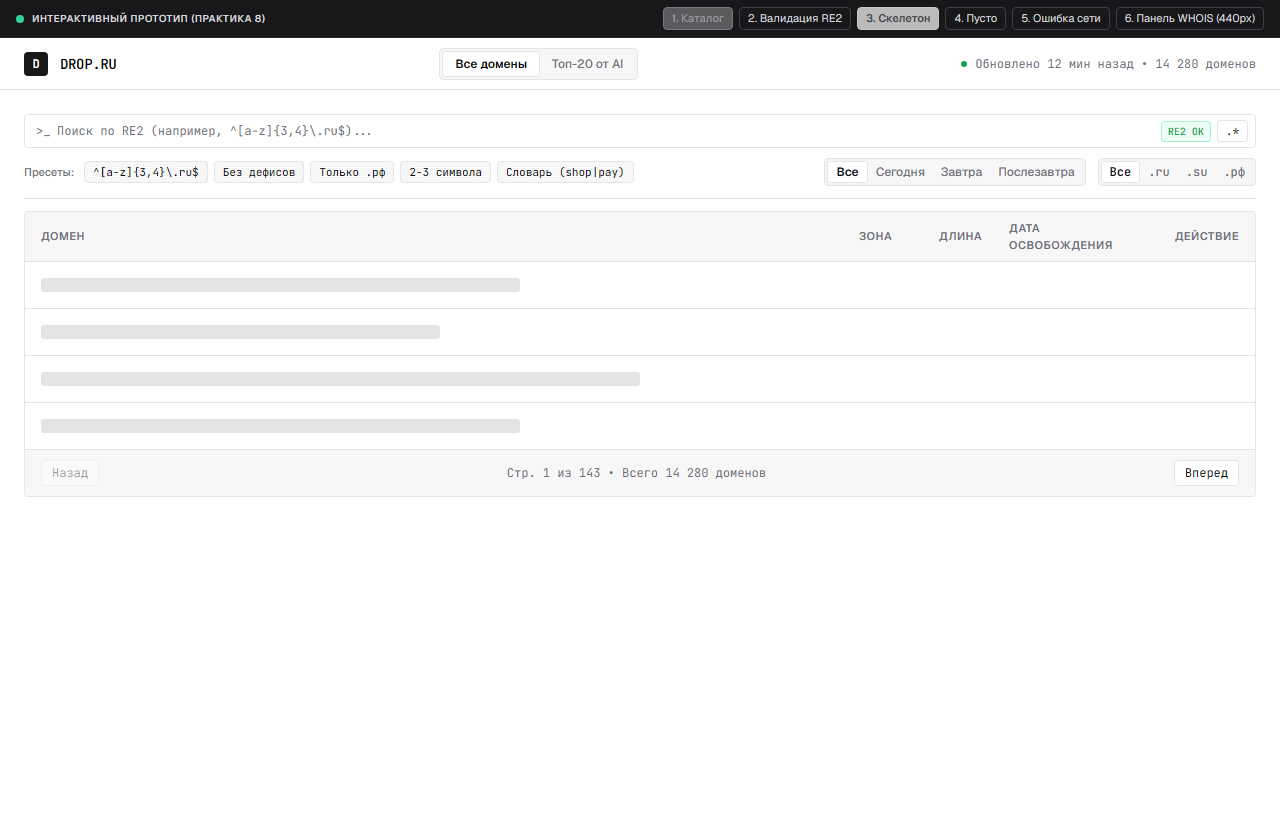 ИНТЕРАКТИВНЫЙ ПРОТОТИП (ПРАКТИКА 8) 1. Каталог 2. Валидация RE2 3. Скелетон 4. Пусто 5. Ошибка сети 6. Панель WHOIS (440px)
D DROP.RU Все домены Топ-20 от AI Обновлено 12 мин назад • 14 280 доменов
>_ Поиск по RE2 (например, ^[a-z]{3,4}\.ru$)... RE2 OK .*
Пресеты: ^[a-z]{3,4}\.ru$ Без дефисов Только .рф 2-3 символа Словарь (shop|pay) Все Сегодня Завтра Послезавтра Все .ru .su .рф
ДОМЕН ЗОНА ДЛИНА ДАТА ОСВОБОЖДЕНИЯ ДЕЙСТВИЕ
Назад Стр. 1 из 143 • Всего 14 280 доменов Вперед